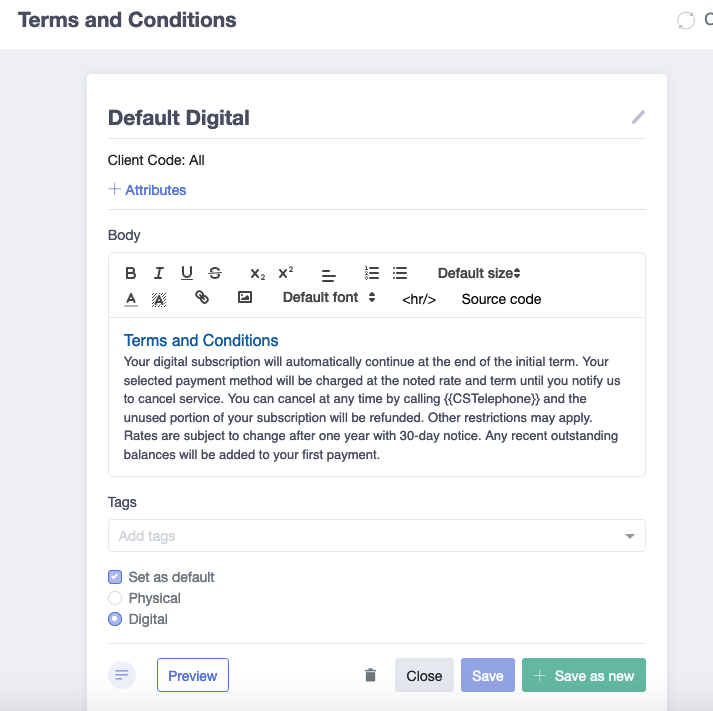 Terms and Conditions
Default Digital
Client Code: All
+ Attributes
Body
B I U S X₂ X² Default size
A A Default font <hr/> Source code
Terms and Conditions
Your digital subscription will automatically continue at the end of the initial term. Your
selected payment method will be charged at the noted rate and term until you notify us
to cancel service. You can cancel at any time by calling {{CSTelephone}} and the
unused portion of your subscription will be refunded. Other restrictions may apply.
Rates are subject to change after one year with 30-day notice. Any recent outstanding
balances will be added to your first payment.
Tags
Add tags
Set as default
Physical
Digital
Preview Close Save + Save as new